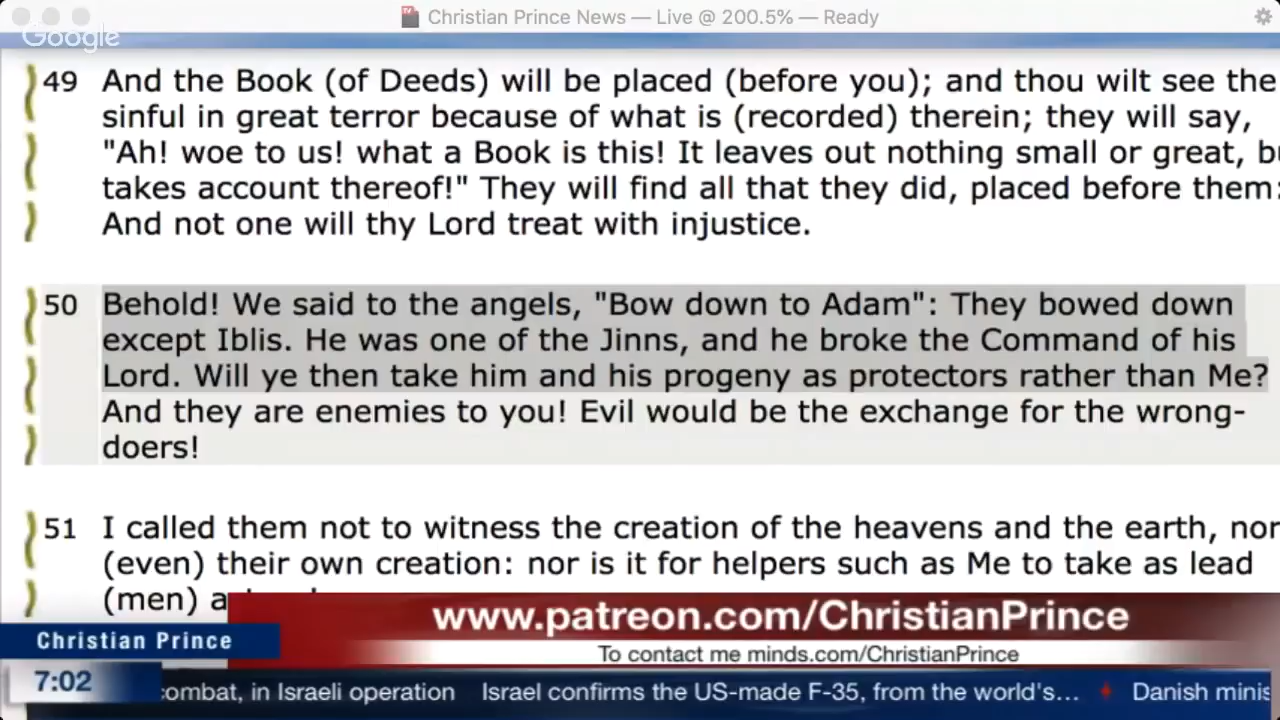 Christian Prince News — Live @ 200.5% — Ready
Google
49 And the Book (of Deeds) will be placed (before you); and thou wilt see the
sinful in great terror because of what is (recorded) therein; they will say,
"Ah! woe to us! what a Book is this! It leaves out nothing small or great,
takes account thereof!" They will find all that they did, placed before them:
And not one will thy Lord treat with injustice.
50 Behold! We said to the angels, "Bow down to Adam": They bowed down
except Iblis. He was one of the Jinns, and he broke the Command of his
Lord. Will ye then take him and his progeny as protectors rather than Me?
And they are enemies to you! Evil would be the exchange for the wrong-
doers!
51 I called them not to witness the creation of the heavens and the earth, nor
(even) their own creation: nor is it for helpers such as Me to take as lead
(men)
www.patreon.com/ChristianPrince
Christian Prince
To contact me minds.com/ChristianPrince
7:02
combat, in Israeli operation Israel confirms the US-made F-35, from the world's... Danish